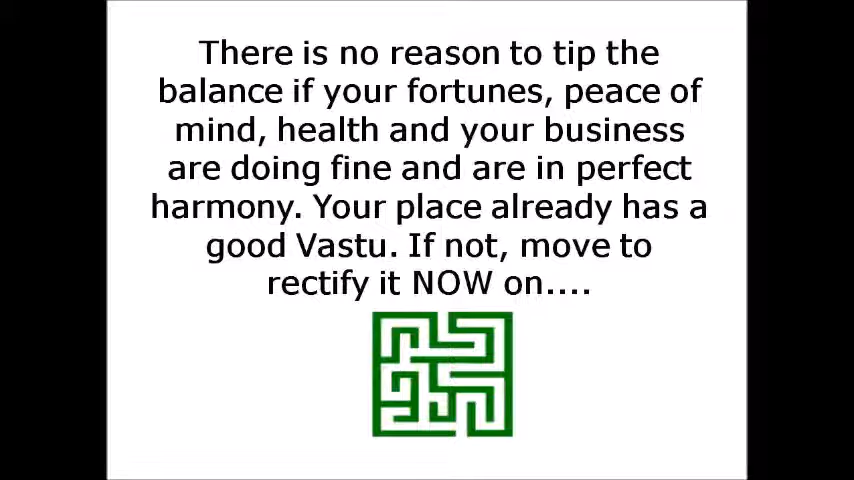 There is no reason to tip the
balance if your fortunes, peace of
mind, health and your business
are doing fine and are in perfect
harmony. Your place already has a
good Vastu. If not, move to
rectify it NOW on....